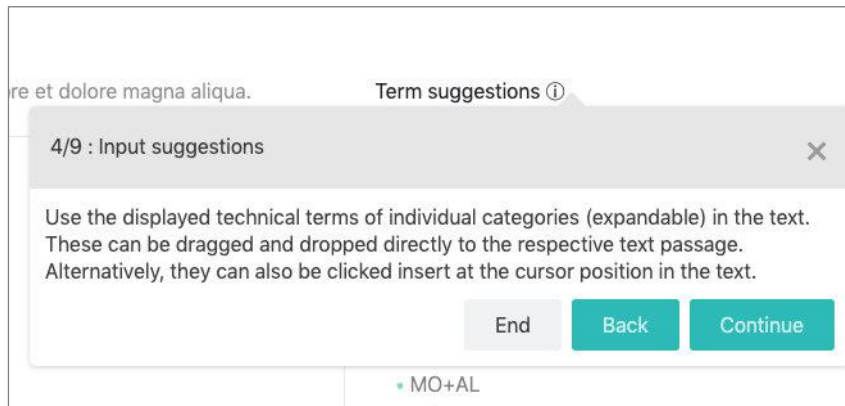 re et dolore magna aliqua.
Term suggestions ⓘ
4/9 : Input suggestions
Use the displayed technical terms of individual categories (expandable) in the text.
These can be dragged and dropped directly to the respective text passage.
Alternatively, they can also be clicked insert at the cursor position in the text.
End Back Continue
• MO+AL